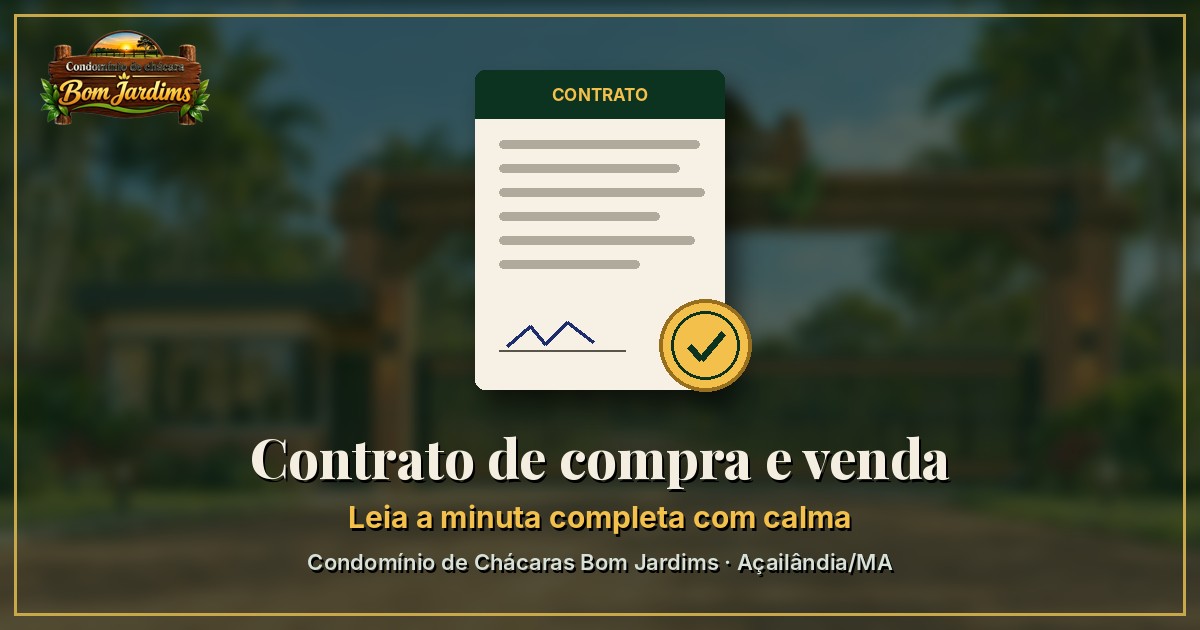 Condomínio de chácara
Bom Jardims
CONTRATO
Contrato de compra e venda
Leia a minuta completa com calma
Condomínio de Chácaras Bom Jardims · Açailândia/MA